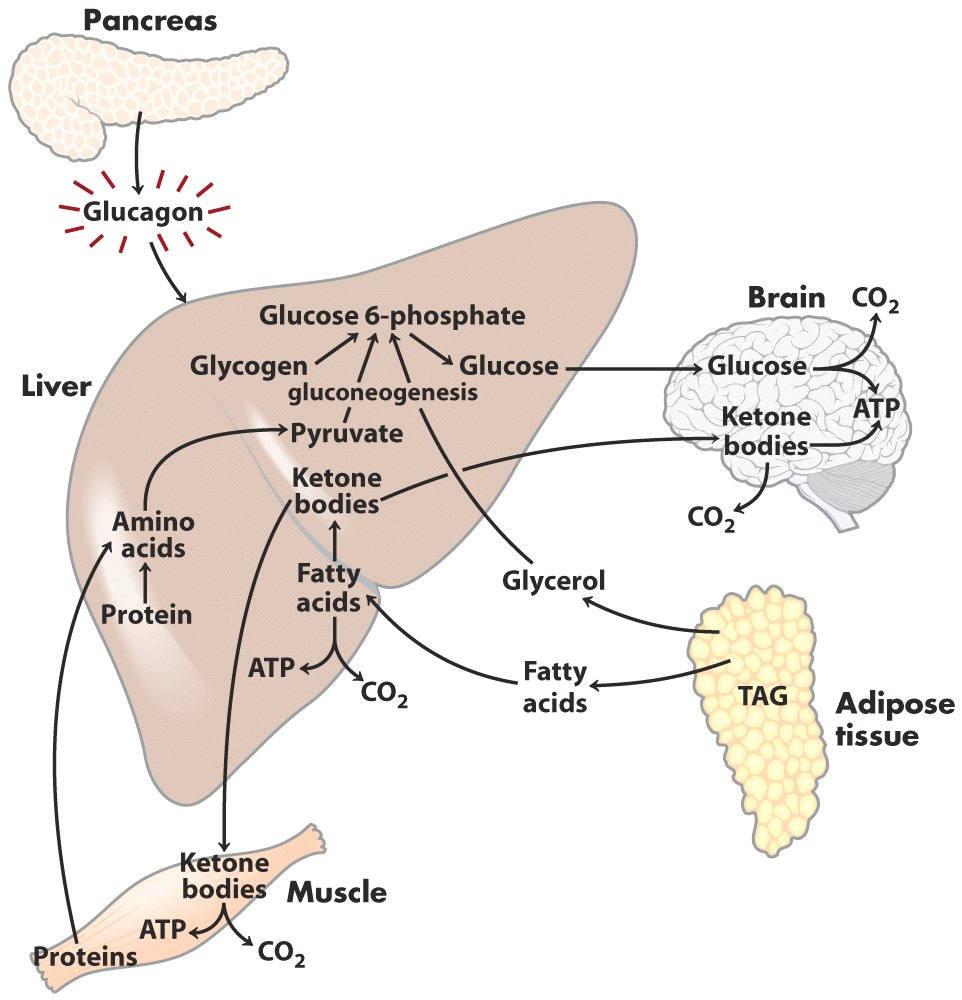 Pancreas
Glucagon
Liver
Glucose 6-phosphate
Glycogen
Glucose
gluconeogenesis
Pyruvate
Ketone
bodies
Amino
acids
Protein
Fatty
acids
ATP
CO2
Brain
CO2
Glucose
ATP
Ketone
bodies
CO2
Glycerol
Fatty
acids
TAG
Adipose
tissue
Ketone
bodies
Muscle
ATP
CO2
Proteins